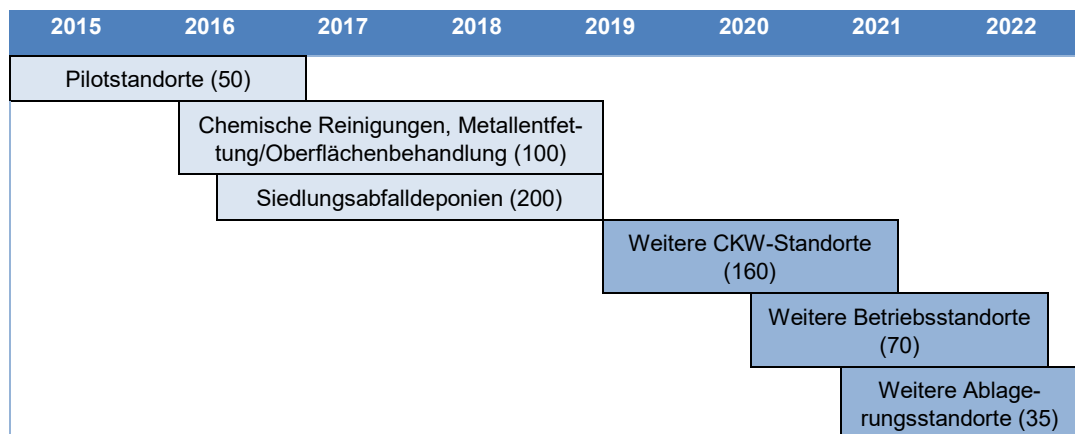 2015 2016 2017 2018 2019 2020 2021 2022
Pilotstandorte (50)
Chemische Reinigungen, Metallentfet-
tung/Oberflächenbehandlung (100)
Siedlungsabfalldeponien (200)
Weitere CKW-Standorte
(160)
Weitere Betriebsstandorte
(70)
Weitere Ablage-
rungsstandorte (35)